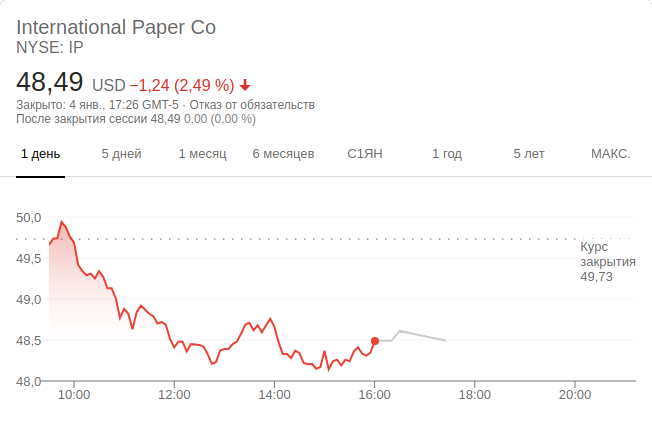 International Paper Co
NYSE: IP
48,49 USD −1,24 (2,49 %)
Закрыто: 4 янв., 17:26 GMT-5 · Отказ от обязательств
После закрытия сессии 48,49 0,00 (0,00 %)
1 день 5 дней 1 месяц 6 месяцев С1ЯН 1 год 5 лет МАКС.
50,0
Курс
49,5
закрытия
49,73
49,0
48,5
48,0
10:00 12:00 14:00 16:00 18:00 20:00